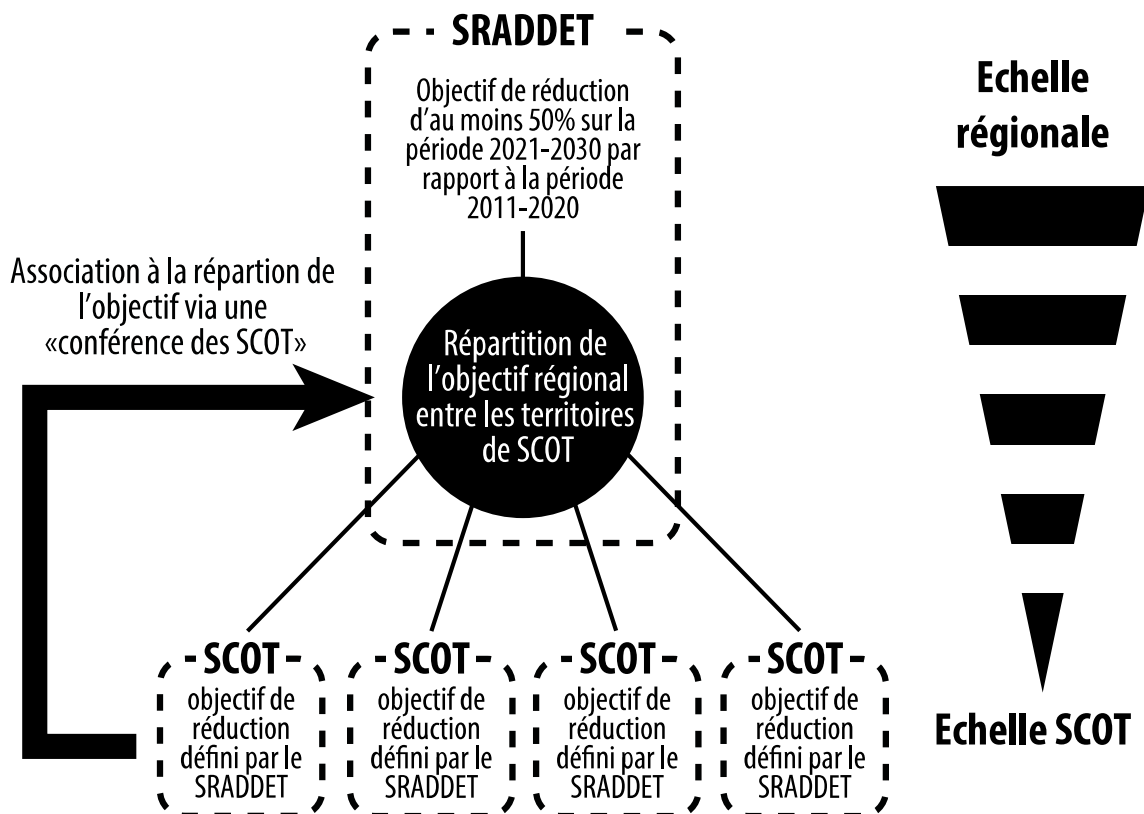 SRADDET
Objectif de réduction
d'au moins 50% sur la
période 2021-2030 par
rapport à la période
2011-2020
Echelle
régionale
Association à la répartion de
l'objectif via une
«conférence des SCOT»
Répartition de
l'objectif régional
entre les territoires
de SCOT
SCOT
objectif de
réduction
défini par le
SRADDET
SCOT
objectif de
réduction
défini par le
SRADDET
SCOT
objectif de
réduction
défini par le
SRADDET
SCOT
objectif de
réduction
défini par le
SRADDET
Echelle SCOT